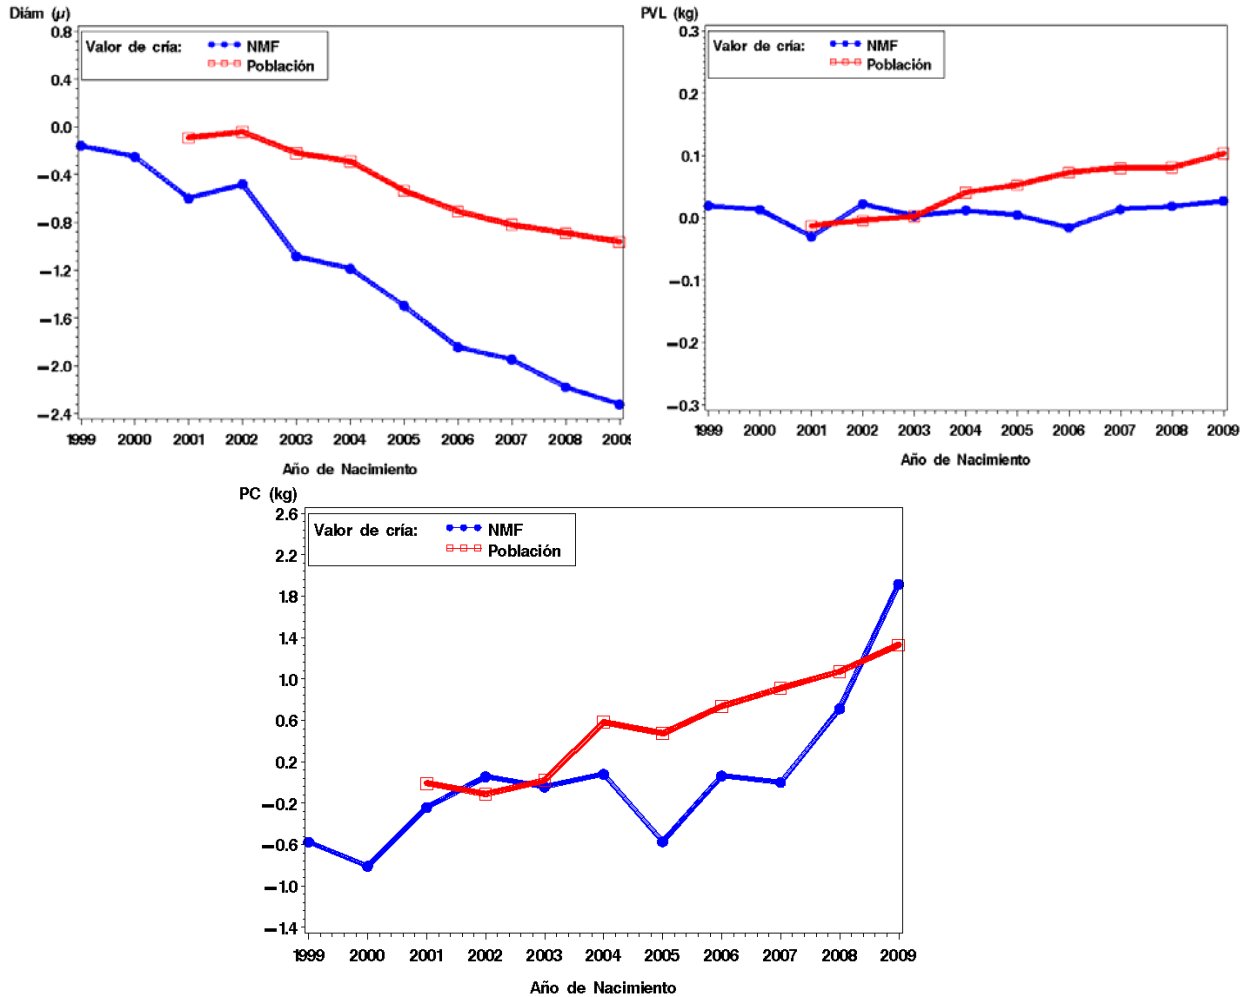 Diám (µ)
0.8
Valor de cría:
NMF
Población
0.4
0.0
−0.4
−0.8
−1.2
−1.6
−2.0
−2.4
1999 2000 2001 2002 2003 2004 2005 2006 2007 2008
Año de Nacimiento
PVL (kg)
0.3
Valor de cría:
NMF
Población
0.2
0.1
0.0
−0.1
−0.2
−0.3
1999 2000 2001 2002 2003 2004 2005 2006 2007 2008 2009
Año de Nacimiento
PC (kg)
2.6
Valor de cría:
NMF
Población
2.2
1.8
1.4
1.0
0.6
0.2
−0.2
−0.6
−1.0
−1.4
1999 2000 2001 2002 2003 2004 2005 2006 2007 2008 2009
Año de Nacimiento